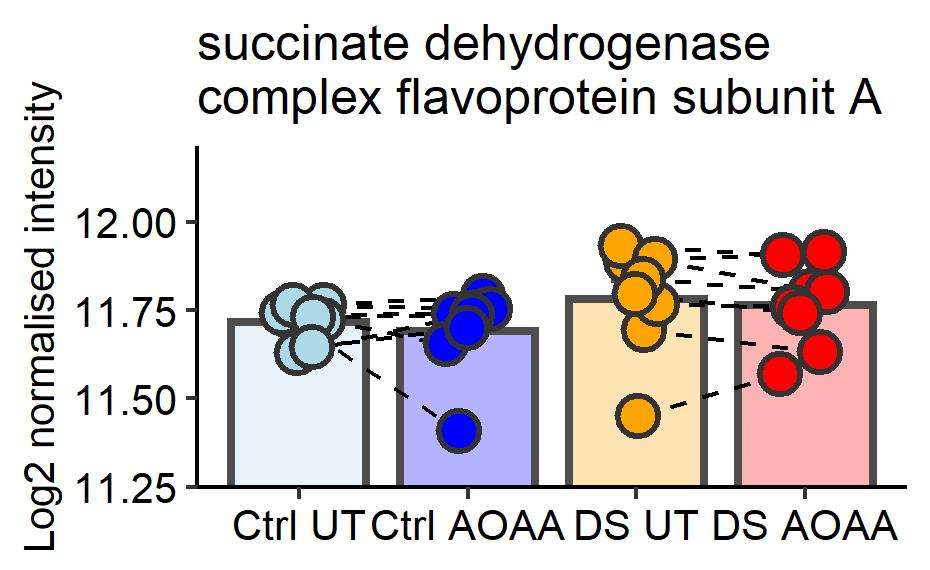 succinate dehydrogenase
complex flavoprotein subunit A
Log2 normalised intensity
12.00
11.75
11.50
11.25
Ctrl UT Ctrl AOAA DS UT DS AOAA